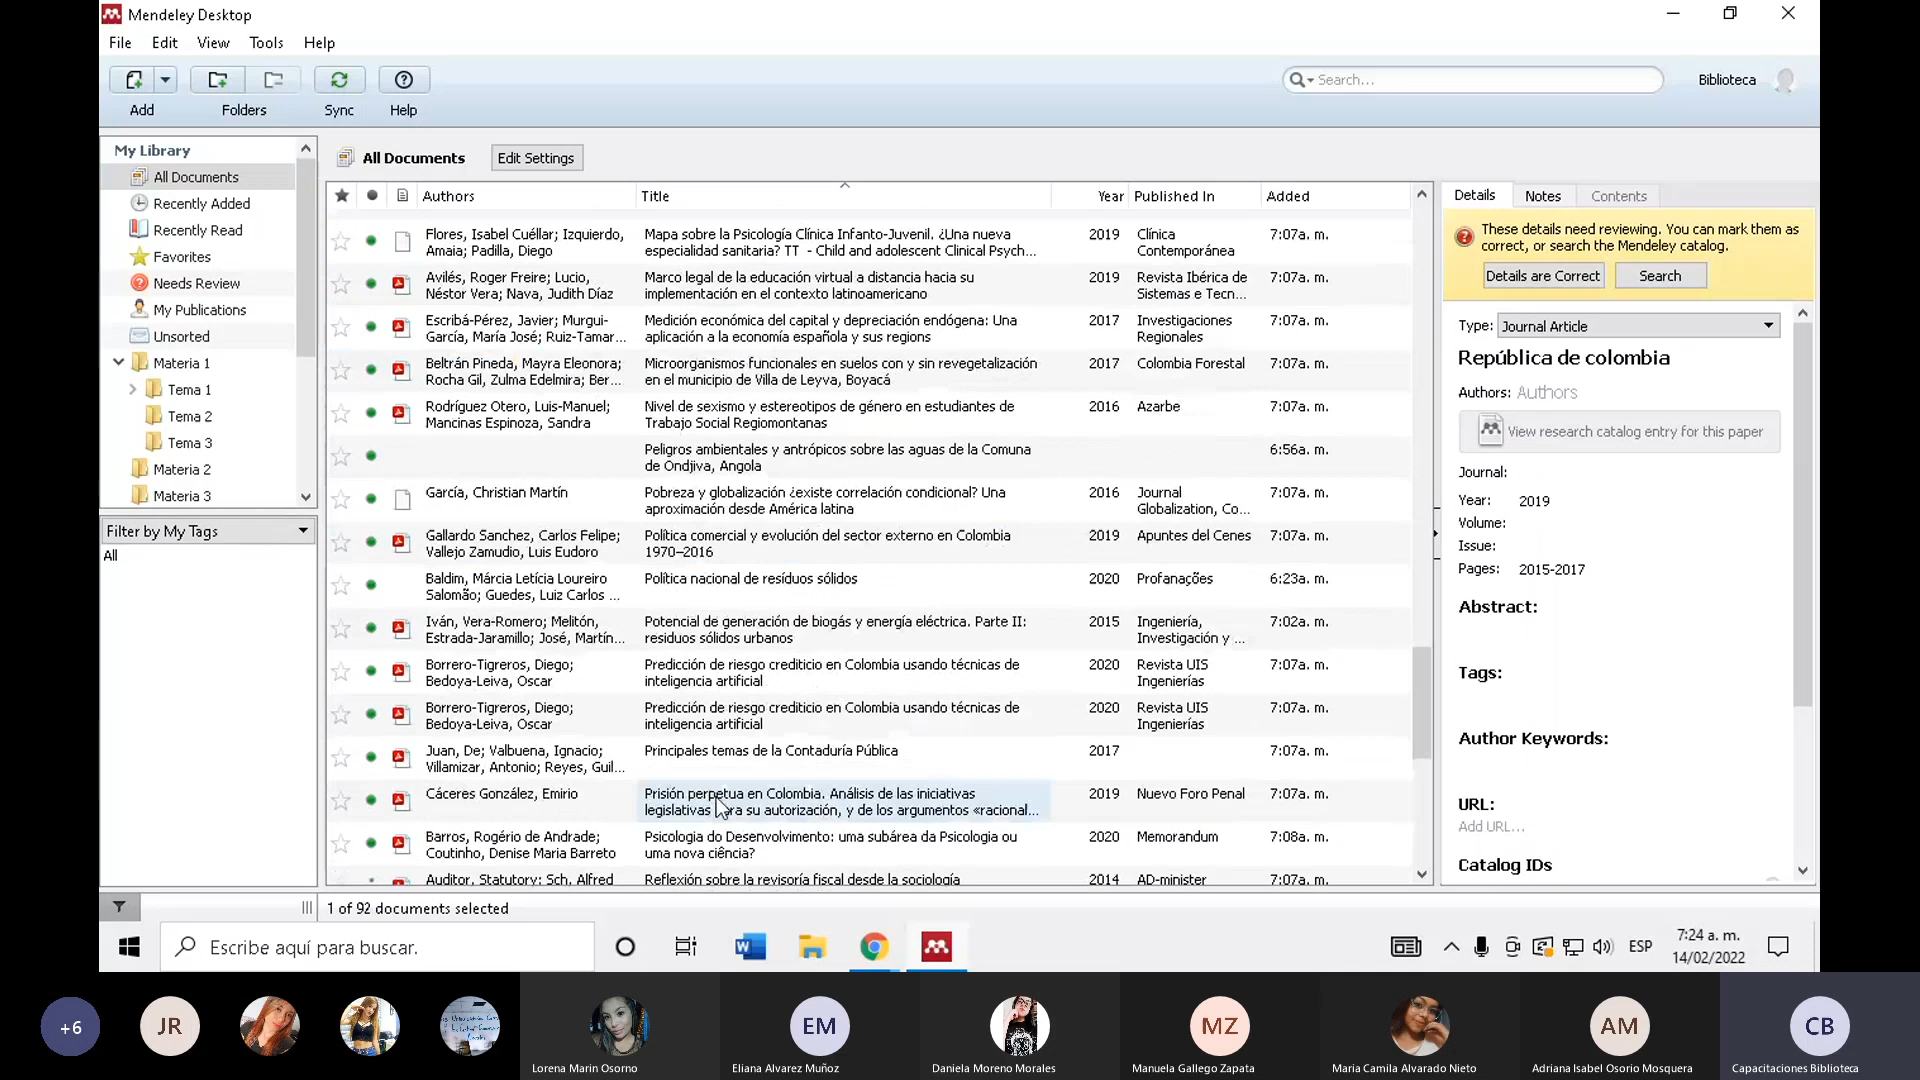 Mendeley Desktop
File Edit View Tools Help
Add Folders Sync Help
Search...
Biblioteca
My Library
All Documents
Recently Added
Recently Read
Favorites
Needs Review
My Publications
Unsorted
Materia 1
Tema 1
Tema 2
Tema 3
Materia 2
Materia 3
Filter by My Tags
All
All Documents Edit Settings
Authors Title Year Published In Added
Flores, Isabel Cuéllar; Izquierdo, Mapa sobre la Psicología Clínica Infanto-Juvenil. ¿Una nueva 2019 Clínica 7:07a. m.
Amaia; Padilla, Diego especialidad sanitaria? TT - Child and adolescent Clinical Psych... Contemporánea
Avilés, Roger Freire; Lucio, Marco legal de la educación virtual a distancia hacia su 2019 Revista Ibérica de 7:07a. m.
Néstor Vera; Nava, Judith Díaz implementación en el contexto latinoamericano Sistemas e Tecn...
Escribá-Pérez, Javier; Murgui- Medición económica del capital y depreciación endógena: Una 2017 Investigaciones 7:07a. m.
García, María José; Ruiz-Tamar... aplicación a la economía española y sus regions Regionales
Beltrán Pineda, Mayra Eleonora; Microorganismos funcionales en suelos con y sin revegetalización 2017 Colombia Forestal 7:07a. m.
Rocha Gil, Zulma Edelmira; Ber... en el municipio de Villa de Leyva, Boyacá
Rodríguez Otero, Luis-Manuel; Nivel de sexismo y estereotipos de género en estudiantes de 2016 Azarbe 7:07a. m.
Mancinas Espinoza, Sandra Trabajo Social Regiomontanas
Peligros ambientales y antrópicos sobre las aguas de la Comuna 6:56a. m.
de Ondjiva, Angola
García, Christian Martín Pobreza y globalización ¿existe correlación condicional? Una 2016 Journal 7:07a. m.
aproximación desde América latina Globalization, Co...
Gallardo Sanchez, Carlos Felipe; Política comercial y evolución del sector externo en Colombia 2019 Apuntes del Cenes 7:07a. m.
Vallejo Zamudio, Luis Eudoro 1970–2016
Baldim, Márcia Letícia Loureiro Política nacional de resíduos sólidos 2020 Profanações 6:23a. m.
Salomão; Guedes, Luiz Carlos ...
Iván, Vera-Romero; Melitón, Potencial de generación de biogás y energía eléctrica. Parte II: 2015 Ingeniería, 7:02a. m.
Estrada-Jaramillo; José, Martín... residuos sólidos urbanos Investigación y ...
Borrero-Tigreros, Diego; Predicción de riesgo crediticio en Colombia usando técnicas de 2020 Revista UIS 7:07a. m.
Bedoya-Leiva, Oscar inteligencia artificial Ingenierías
Borrero-Tigreros, Diego; Predicción de riesgo crediticio en Colombia usando técnicas de 2020 Revista UIS 7:07a. m.
Bedoya-Leiva, Oscar inteligencia artificial Ingenierías
Juan, De; Valbuena, Ignacio; Principales temas de la Contaduría Pública 2017 7:07a. m.
Villamizar, Antonio; Reyes, Guil...
Cáceres González, Emirio Prisión perpetua en Colombia. Análisis de las iniciativas 2019 Nuevo Foro Penal 7:07a. m.
legislativas para su autorización, y de los argumentos «racional...
Barros, Rogério de Andrade; Psicologia do Desenvolvimento: uma subárea da Psicologia ou 2020 Memorandum 7:08a. m.
Coutinho, Denise Maria Barreto uma nova ciência?
Auditor, Statutory; Sch, Alfred Reflexión sobre la revisoría fiscal desde la sociología 2014 AD-minister 7:07a. m.
1 of 92 documents selected
Details Notes Contents
These details need reviewing. You can mark them as
correct, or search the Mendeley catalog.
Details are Correct Search
Type: Journal Article
República de colombia
Authors: Authors
View research catalog entry for this paper
Journal:
Year: 2019
Volume:
Issue:
Pages: 2015-2017
Abstract:
Tags:
Author Keywords:
URL:
Add URL...
Catalog IDs
Escribe aquí para buscar.
ESP
7:24 a. m.
14/02/2022
+6
JR
EM
MZ
AM
CB
Lorena Marin Osorno
Eliana Alvarez Muñoz
Daniela Moreno Morales
Manuela Gallego Zapata
Maria Camila Alvarado Nieto
Adriana Isabel Osorio Mosquera
Capacitaciones Biblioteca